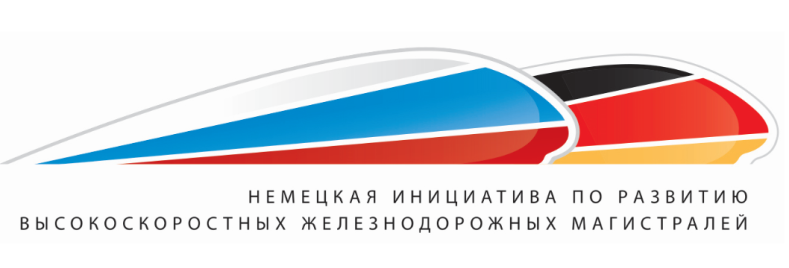 НЕМЕЦКАЯ ИНИЦИАТИВА ПО РАЗВИТИЮ
ВЫСОКОСКОРОСТНЫХ ЖЕЛЕЗНОДОРОЖНЫХ МАГИСТРАЛЕЙ